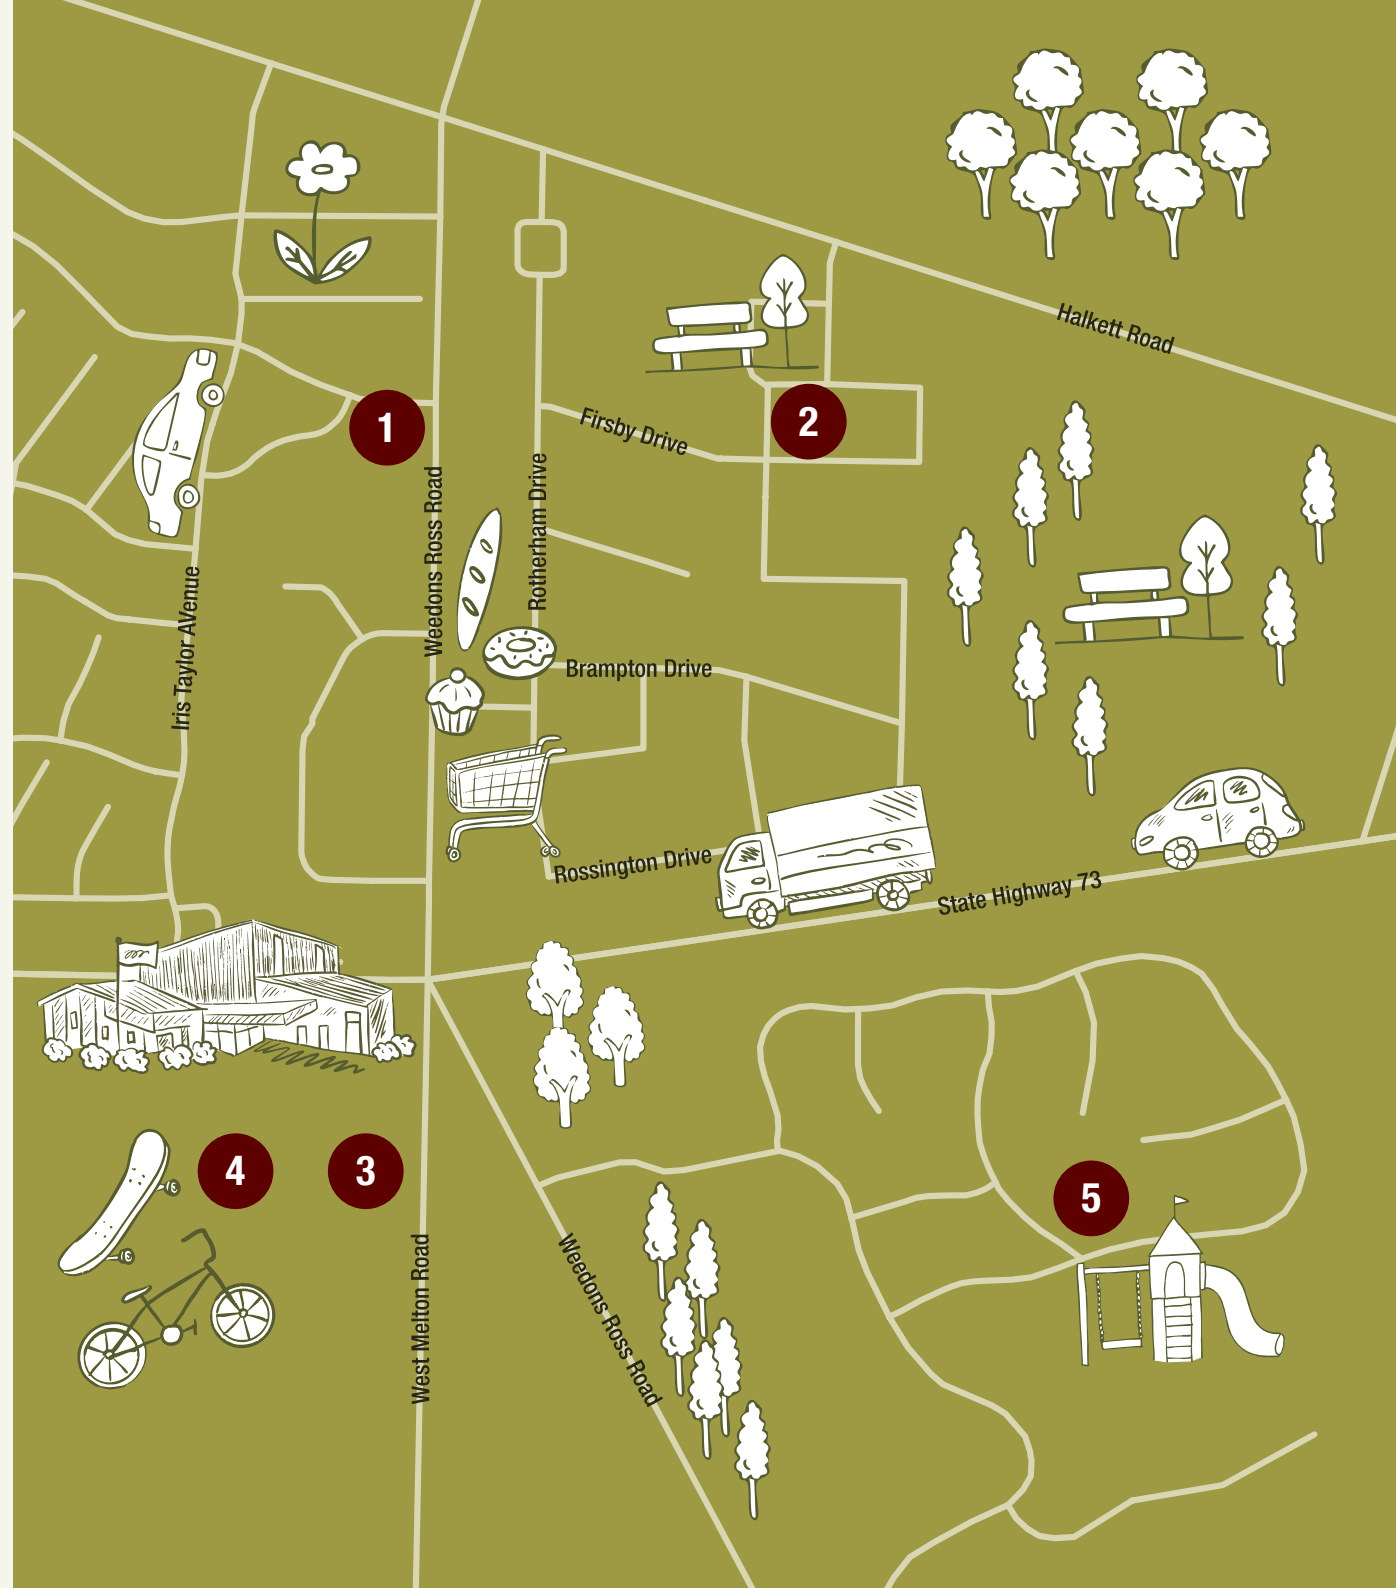 Halkett Road
1
2
Firsby Drive
Weedons Ross Road
Rotherham Drive
Iris Taylor AVenue
Brampton Drive
Rossington Drive
State Highway 73
4
3
5
West Melton Road
Weedons Ross Road